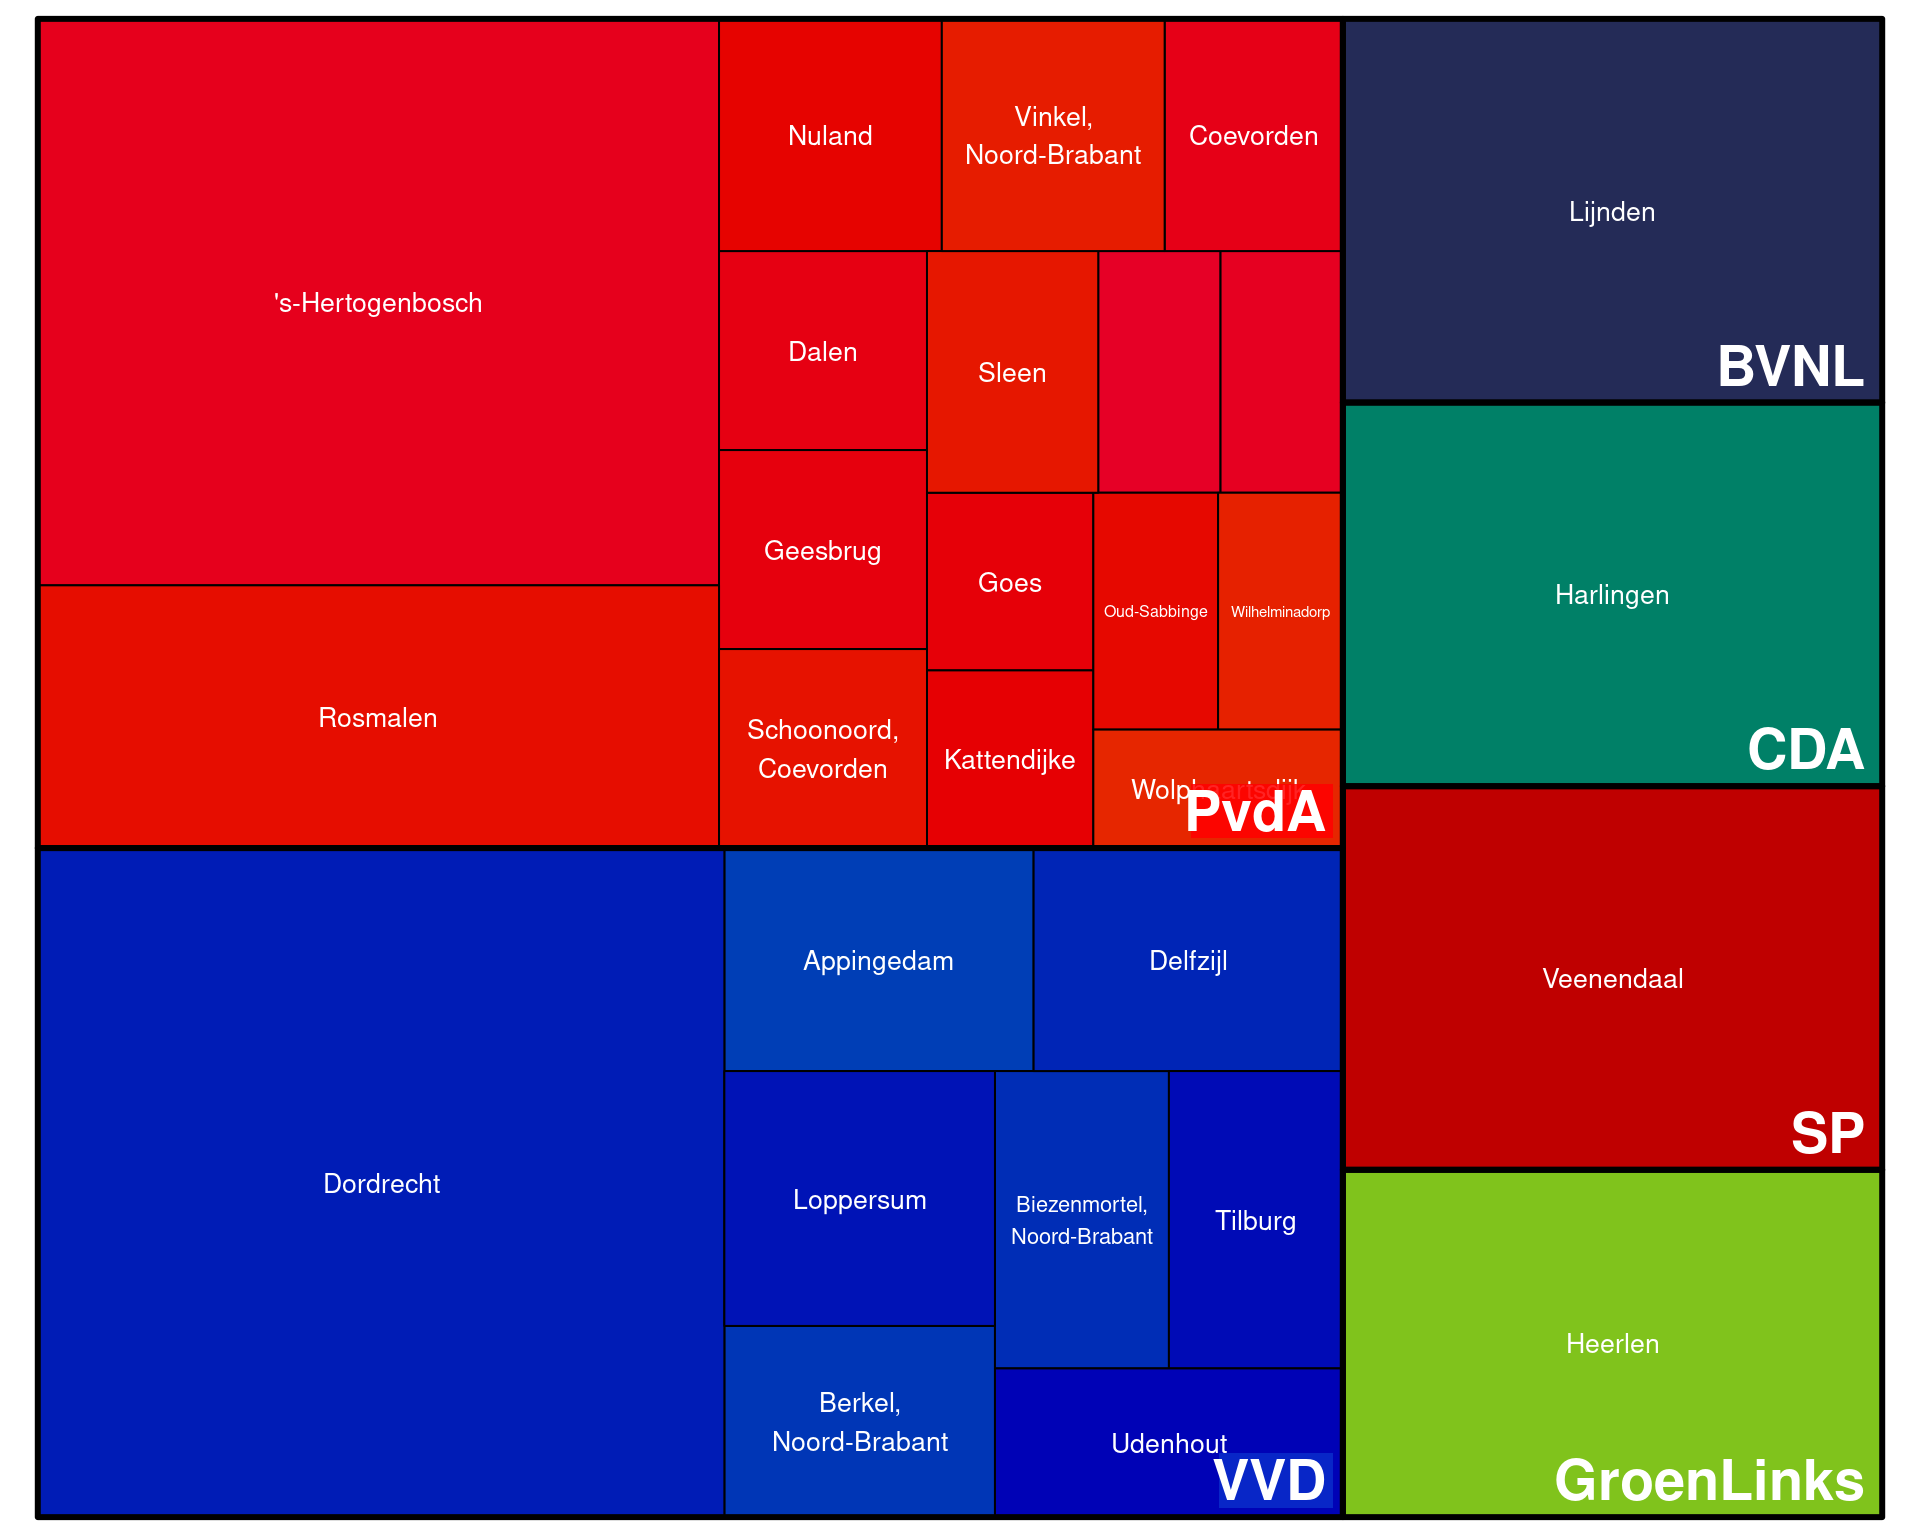 's-Hertogenbosch
Rosmalen
Nuland
Vinkel,
Noord-Brabant
Coevorden
Dalen
Sleen
Geesbrug
Goes
Oud-Sabbinge
Wilhelminadorp
Schoonoord,
Coevorden
Kattendijke
Wolphaartsdijk
PvdA
Dordrecht
Appingedam
Delfzijl
Loppersum
Biezenmortel,
Noord-Brabant
Tilburg
Berkel,
Noord-Brabant
Udenhout
VVD
Lijnden
BVNL
Harlingen
CDA
Veenendaal
SP
Heerlen
GroenLinks